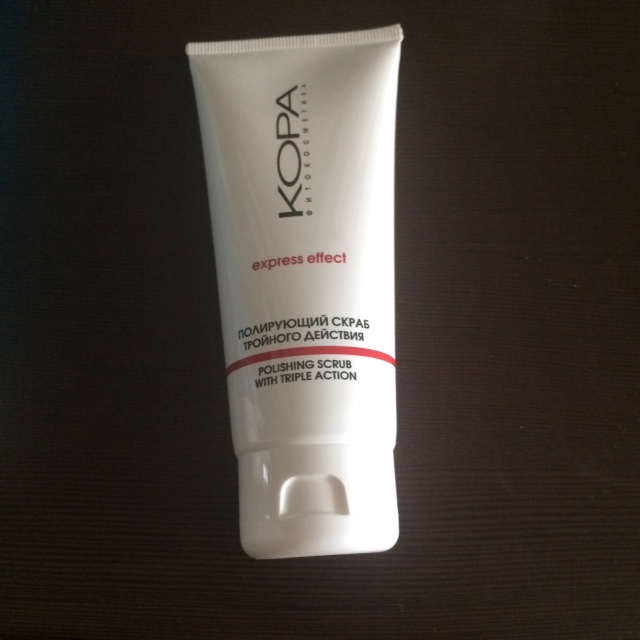 КОРА
ФИТОКОСМЕТИКА
express effect
ПОЛИРУЮЩИЙ СКРАБ
ТРОЙНОГО ДЕЙСТВИЯ
POLISHING SCRUB
WITH TRIPLE ACTION